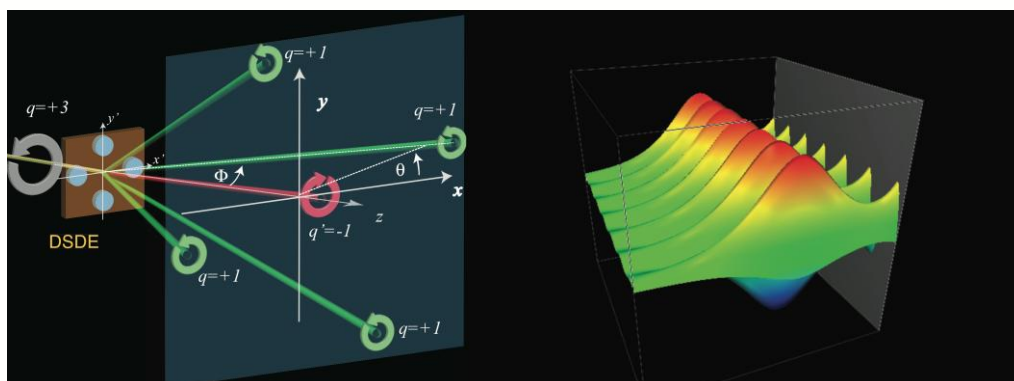 q=+1
q=+3
y'
y
q=+1
x'
Φ
θ
x
z
DSDE
q'=-1
q=+1
q=+1